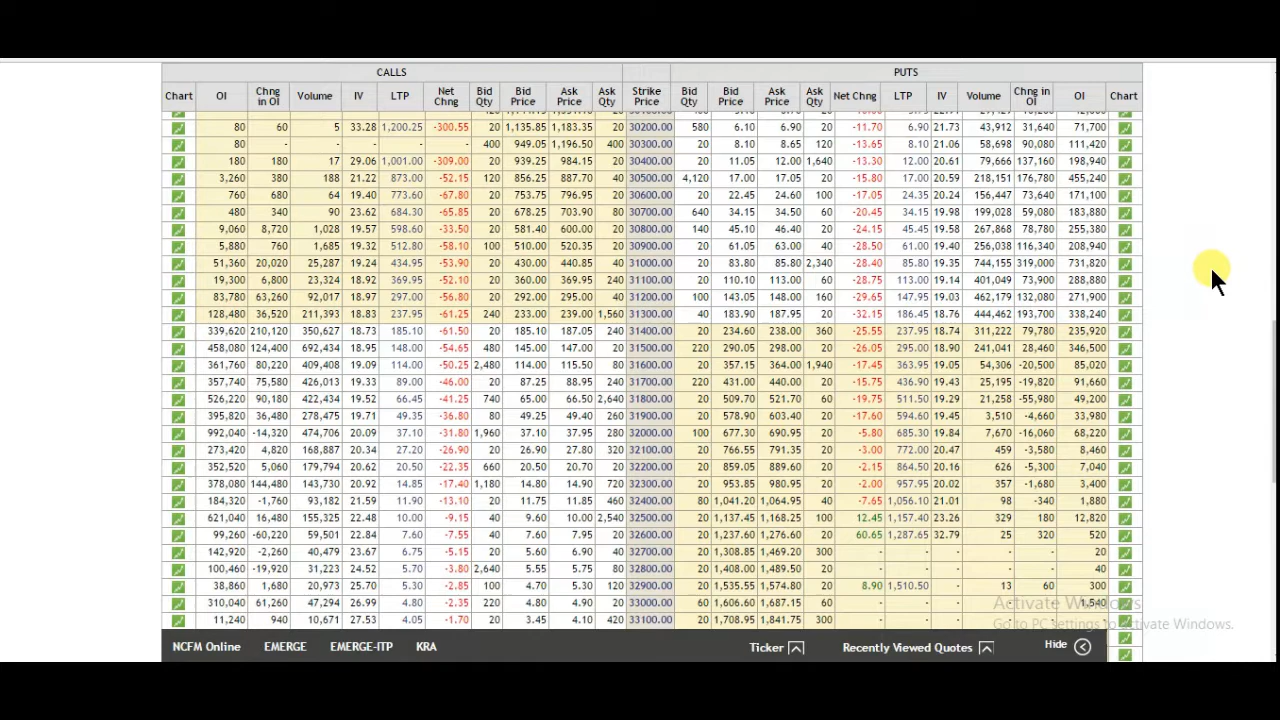 CALLS PUTS
Chart OI Chng in OI Volume IV LTP Net Chng Bid Qty Bid Price Ask Price Ask Qty Strike Price Bid Qty Bid Price Ask Price Ask Qty Net Chng LTP IV Volume Chng in OI OI Chart
80 60 5 33.28 1,200.25 -300.55 20 1,135.85 1,183.35 20 30200.00 580 6.10 6.90 20 -11.70 6.90 21.73 43,912 31,640 71,700
80 - - - - - 400 949.05 1,196.50 400 30300.00 20 8.10 8.65 120 -13.65 8.10 21.06 58,698 90,080 111,420
180 180 17 29.06 1,001.00 -309.00 20 939.25 984.15 20 30400.00 20 11.05 12.00 1,640 -13.30 12.00 20.61 79,666 137,160 198,940
3,260 380 188 21.22 873.00 -52.15 120 856.25 887.70 40 30500.00 4,120 17.00 17.05 20 -15.80 17.00 20.59 218,151 176,780 455,240
760 680 64 19.40 773.60 -67.80 20 753.75 796.95 20 30600.00 20 22.45 24.60 100 -17.05 24.35 20.24 156,447 73,640 171,100
480 340 90 23.62 684.30 -65.85 20 678.25 703.90 80 30700.00 640 34.15 34.50 60 -20.45 34.15 19.98 199,028 59,080 183,880
9,060 8,720 1,028 19.57 598.60 -33.50 20 581.40 600.00 20 30800.00 140 45.10 46.40 20 -24.15 45.45 19.58 267,868 78,780 255,380
5,880 760 1,685 19.32 512.80 -58.10 100 510.00 520.35 20 30900.00 20 61.05 63.00 40 -28.50 61.00 19.40 256,038 116,340 208,940
51,360 20,020 25,128 19.24 434.95 -53.90 20 430.00 440.85 40 31000.00 20 83.80 85.80 2,340 -28.40 85.80 19.35 744,155 319,000 731,820
19,300 6,800 23,324 18.92 369.95 -52.10 20 360.00 369.95 240 31100.00 20 110.10 113.00 60 -28.75 113.00 19.14 401,049 73,900 288,880
83,780 63,260 92,017 18.97 297.00 -56.80 20 292.00 295.00 40 31200.00 100 143.05 148.00 160 -29.65 147.95 19.03 462,179 132,080 271,900
128,480 36,520 211,393 18.83 237.95 -61.25 240 233.00 239.00 1,560 31300.00 40 183.90 187.95 20 -32.15 186.45 18.76 444,462 193,700 338,240
339,620 210,120 350,627 18.73 185.10 -61.50 20 185.10 187.05 240 31400.00 20 234.60 238.00 360 -25.55 237.95 18.74 311,222 79,780 235,920
458,080 124,400 692,434 18.95 148.00 -54.65 480 145.00 147.00 20 31500.00 220 290.05 298.00 20 -26.05 295.00 18.90 241,041 28,460 346,500
361,760 80,220 409,408 19.09 114.00 -50.25 2,480 114.00 115.50 80 31600.00 20 357.15 364.00 1,940 -17.45 363.95 19.05 54,306 -20,500 85,020
357,740 75,580 426,013 19.33 89.00 -46.00 20 87.25 88.95 240 31700.00 220 431.00 440.00 20 -15.75 436.90 19.43 25,195 -19,820 91,660
526,220 90,180 422,434 19.52 66.45 -41.25 740 65.00 66.50 2,640 31800.00 20 509.70 521.70 60 -19.75 511.50 19.29 21,258 -55,980 49,200
395,820 36,480 278,475 19.71 49.35 -36.80 80 49.25 49.40 260 31900.00 20 578.90 603.40 20 -17.60 594.60 19.45 3,510 -4,660 33,980
992,040 -14,320 474,706 20.09 37.10 -31.80 1,960 37.10 37.95 280 32000.00 100 677.30 690.95 20 -5.80 685.30 19.84 7,670 -16,060 68,220
273,420 4,820 168,887 20.34 27.20 -26.90 20 26.90 27.80 320 32100.00 20 766.55 791.35 20 -3.00 772.00 20.47 459 -3,580 8,460
352,520 5,060 179,794 20.62 20.50 -22.35 660 20.50 20.70 20 32200.00 20 859.05 889.60 20 -2.15 864.50 20.16 626 -5,300 7,040
378,080 144,480 143,730 20.92 14.85 -17.40 1,180 14.80 14.90 720 32300.00 20 953.85 980.95 20 -2.00 957.95 20.02 357 -1,680 3,400
184,320 -1,760 93,182 21.59 11.90 -13.10 20 11.75 11.85 460 32400.00 80 1,041.20 1,064.95 40 -7.65 1,056.10 21.01 98 -340 1,880
621,040 16,480 155,325 22.48 10.00 -9.15 40 9.60 10.00 2,540 32500.00 20 1,137.45 1,168.25 100 12.45 1,157.40 23.26 329 180 12,820
99,260 -60,220 59,501 22.84 7.60 -7.55 40 7.60 7.95 20 32600.00 20 1,237.60 1,276.60 20 60.65 1,287.65 32.79 25 320 520
142,920 -2,260 40,479 23.67 6.75 -5.15 20 5.60 6.90 40 32700.00 20 1,308.85 1,469.20 300 - - - - - 20
100,460 -19,920 31,223 24.52 5.70 -3.80 2,640 5.55 5.75 80 32800.00 20 1,408.00 1,489.50 20 - - - - - 40
38,860 1,680 20,973 25.70 5.30 -2.85 100 4.70 5.30 120 32900.00 20 1,535.55 1,574.80 20 8.90 1,510.50 - 13 60 300
310,040 61,260 47,294 26.99 4.80 -2.35 220 4.80 4.90 20 33000.00 60 1,606.60 1,687.15 60 - - - - - 1,540
11,240 940 10,671 27.53 4.05 -1.70 20 3.45 4.10 420 33100.00 20 1,708.95 1,841.75 300 - - - - -
Activate Windows
Go to PC settings to activate Windows.
NCFM Online EMERGE EMERGE-ITP KRA Ticker Recently Viewed Quotes Hide